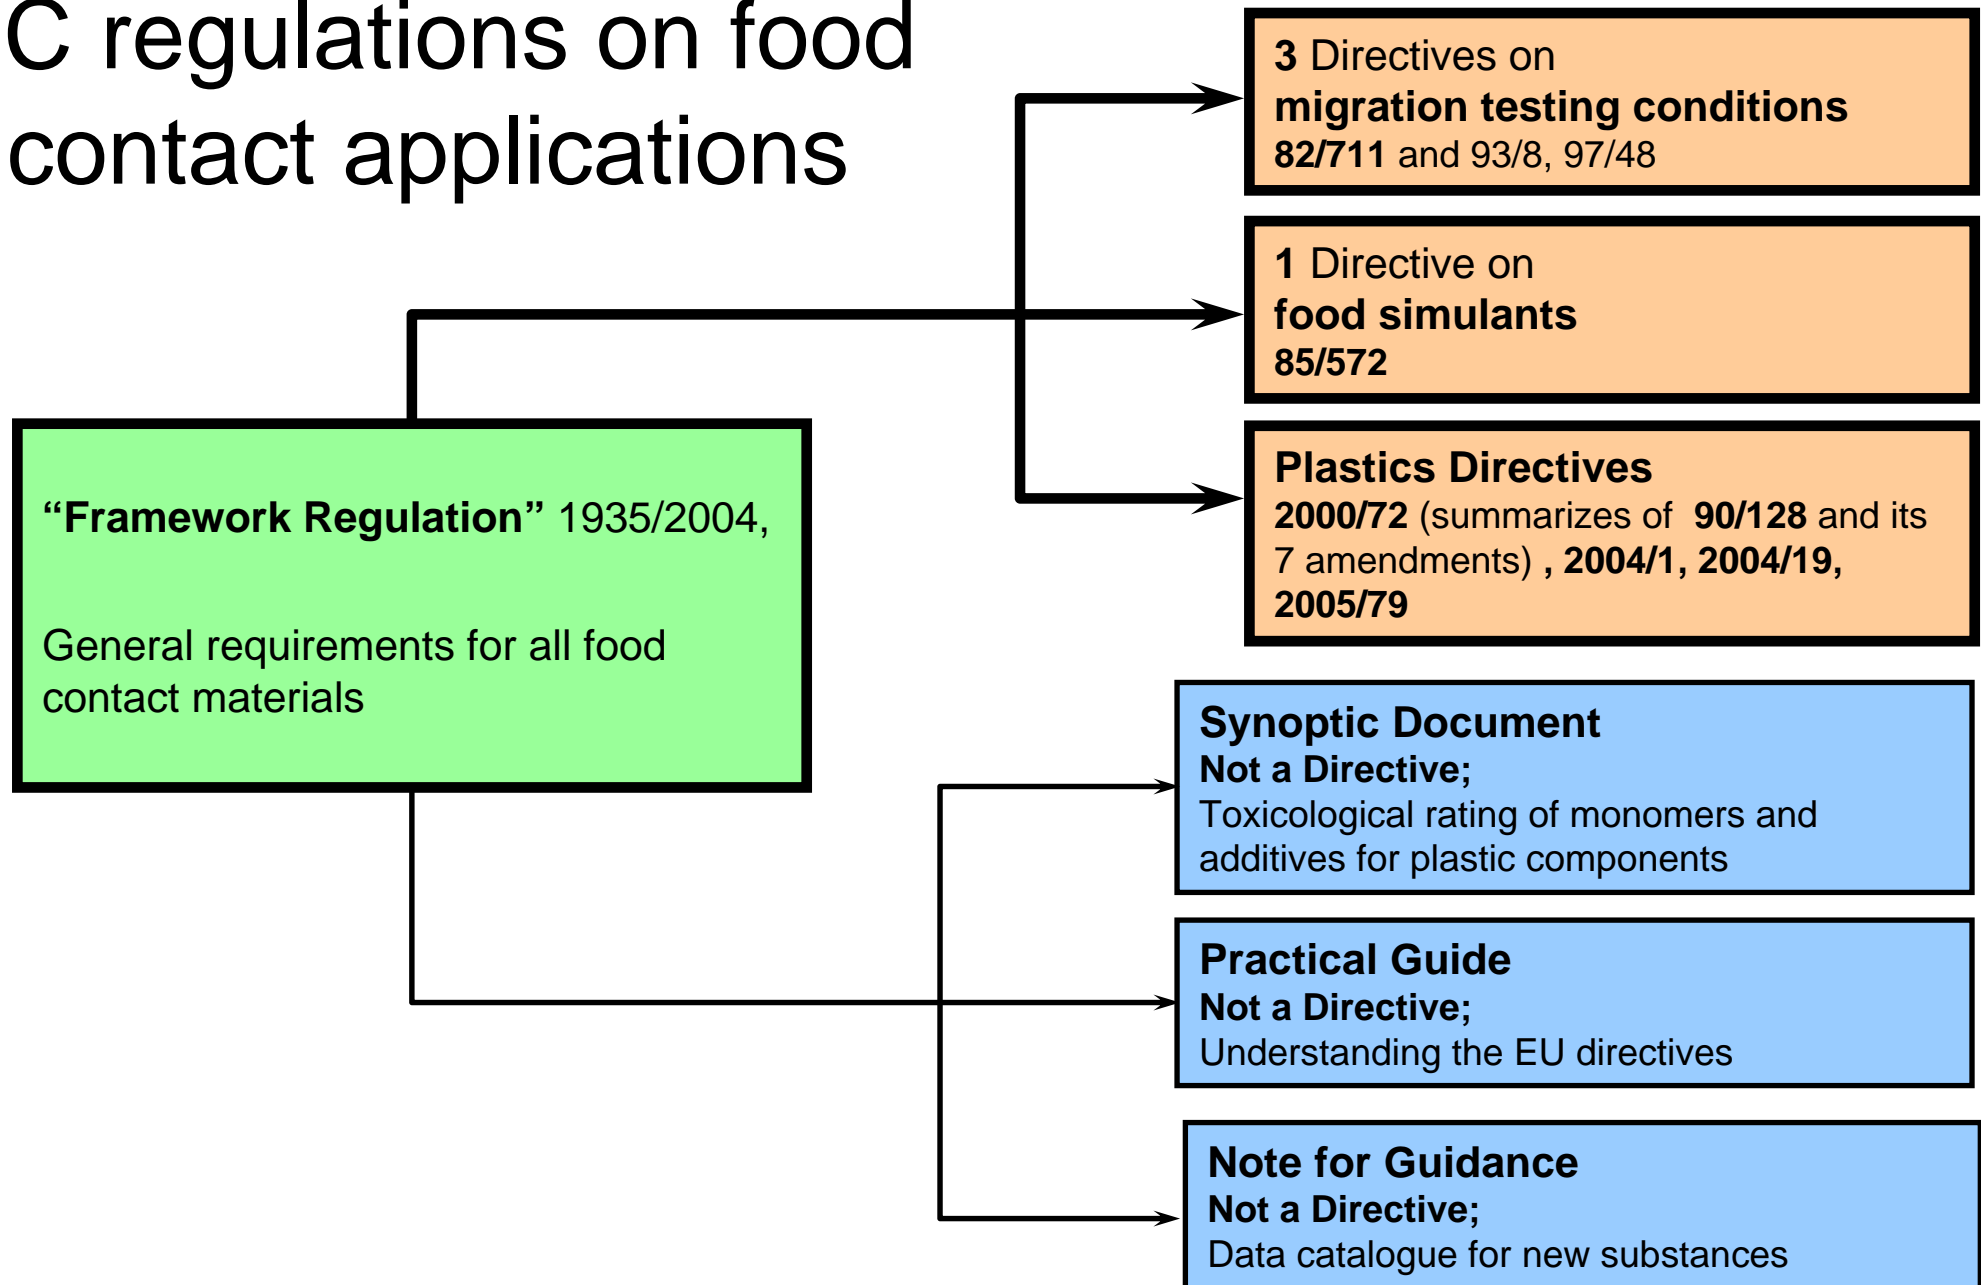 C regulations on food
contact applications
3 Directives on
migration testing conditions
82/711 and 93/8, 97/48
1 Directive on
food simulants
85/572
Plastics Directives
2000/72 (summarizes of 90/128 and its
7 amendments) , 2004/1, 2004/19,
2005/79
“Framework Regulation” 1935/2004,
General requirements for all food
contact materials
Synoptic Document
Not a Directive;
Toxicological rating of monomers and
additives for plastic components
Practical Guide
Not a Directive;
Understanding the EU directives
Note for Guidance
Not a Directive;
Data catalogue for new substances